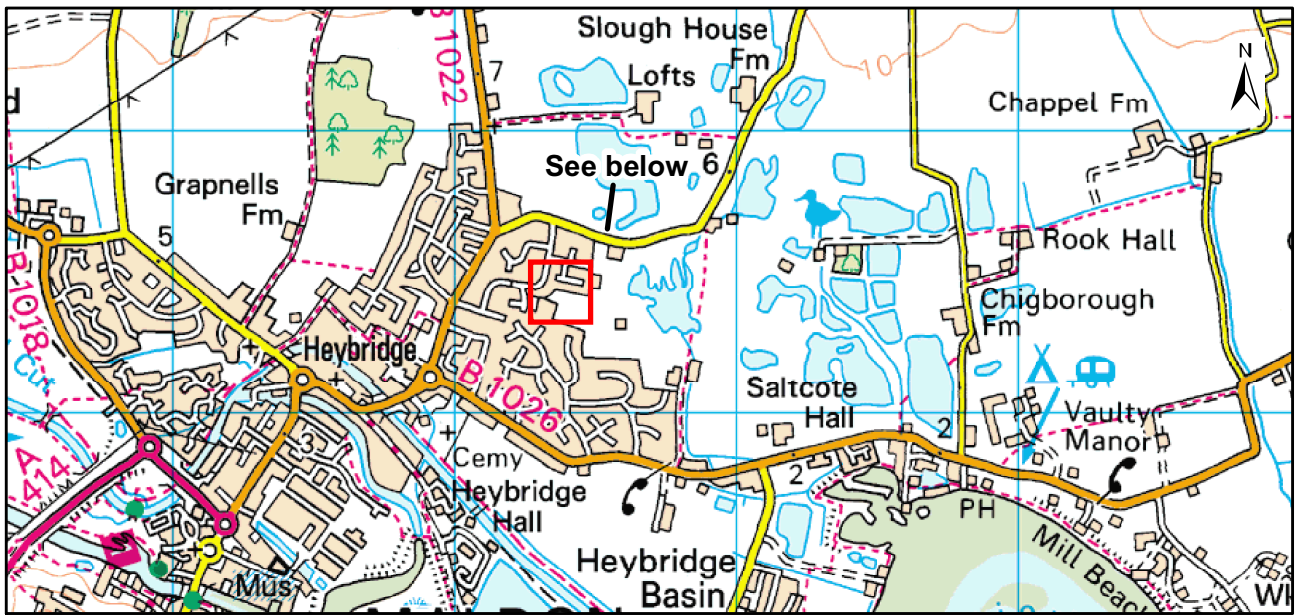 B 1022
7
Slough House
Fm
Lofts
10
N
Chappel Fm
d
Grapnells
Fm
See below
6
5
Rook Hall
B 1018
Chigborough
Fm
Heybridge
B 1026
Cut
Saltcote
Hall
Vaulty
Manor
2
A
414
3
Cemy
Heybridge
Hall
2
PH
Mill Beach
Heybridge
Basin
Mus
Wh